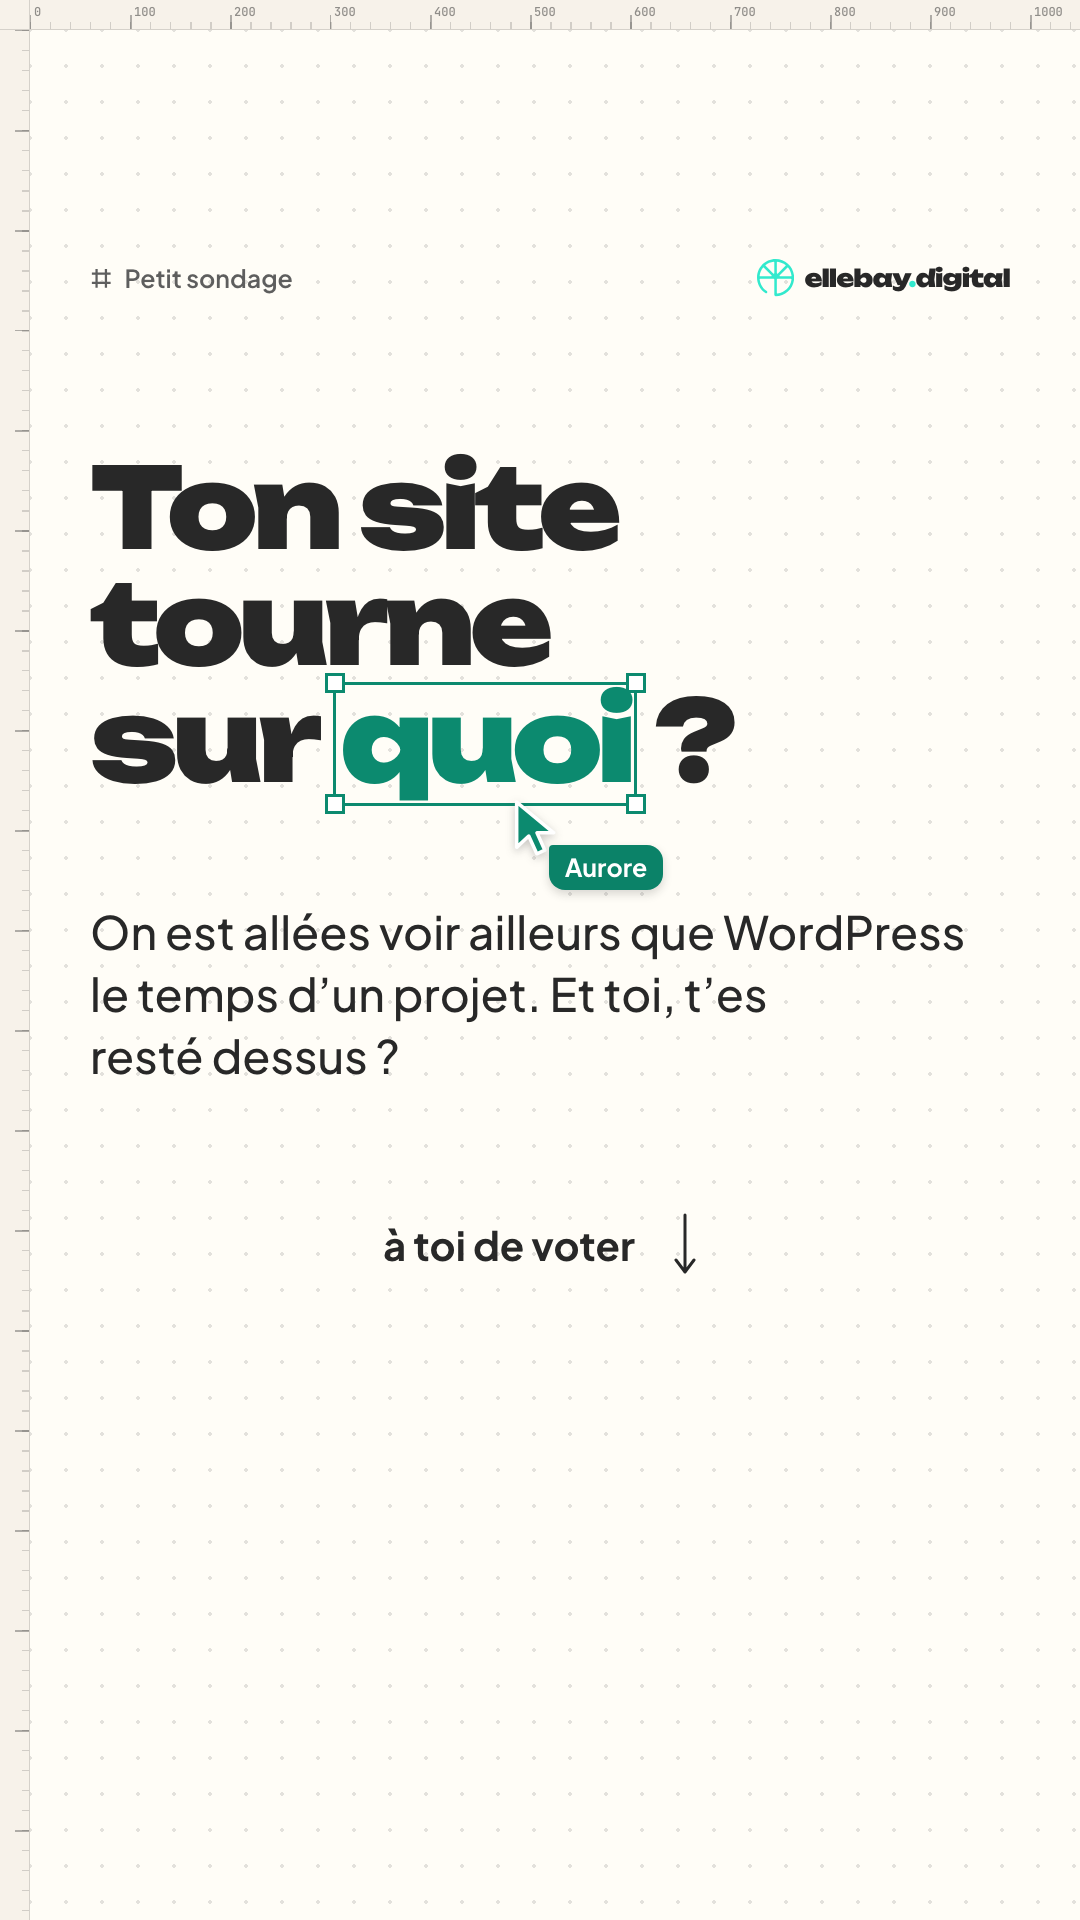 0 100 200 300 400 500 600 700 800 900 1000
# Petit sondage
ellebay.digital
Ton site
tourne
sur quoi ?
Aurore
On est allées voir ailleurs que WordPress
le temps d’un projet. Et toi, t’es
resté dessus ?
à toi de voter ↓